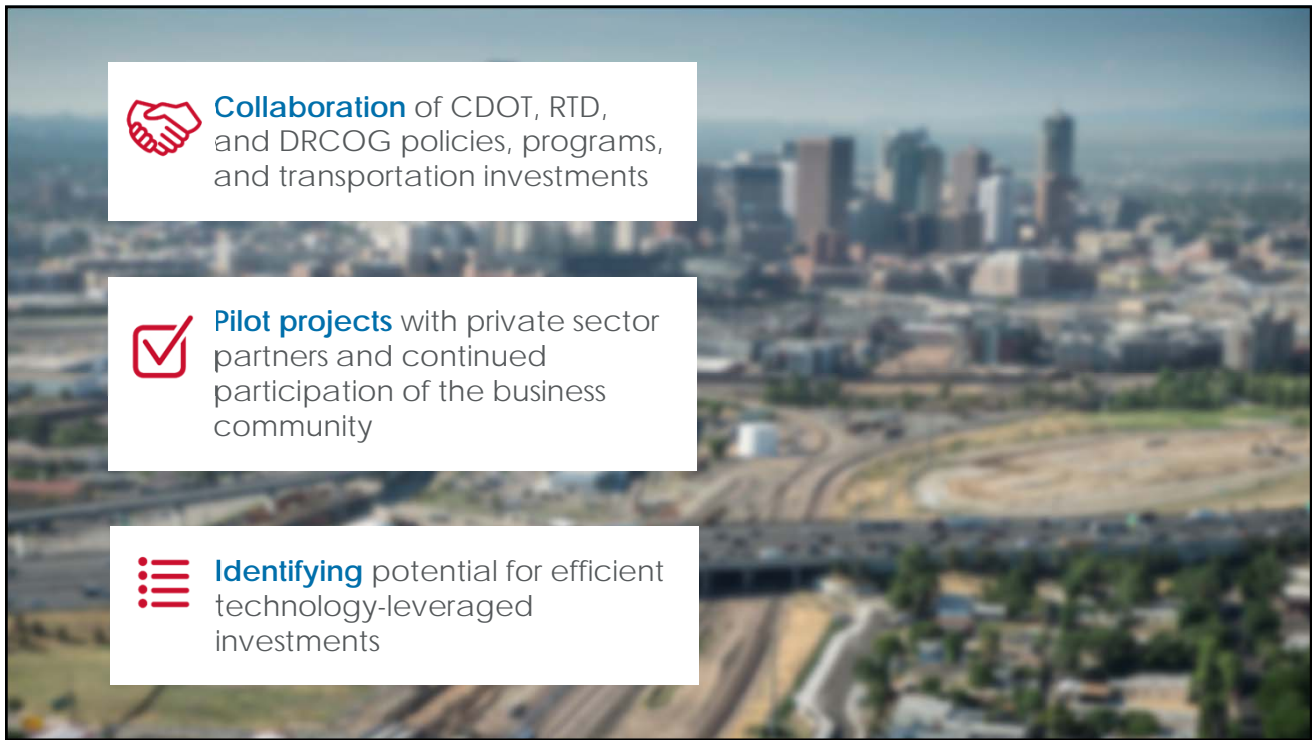 Collaboration of CDOT, RTD,
and DRCOG policies, programs,
and transportation investments
Pilot projects with private sector
partners and continued
participation of the business
community
Identifying potential for efficient
technology-leveraged
investments